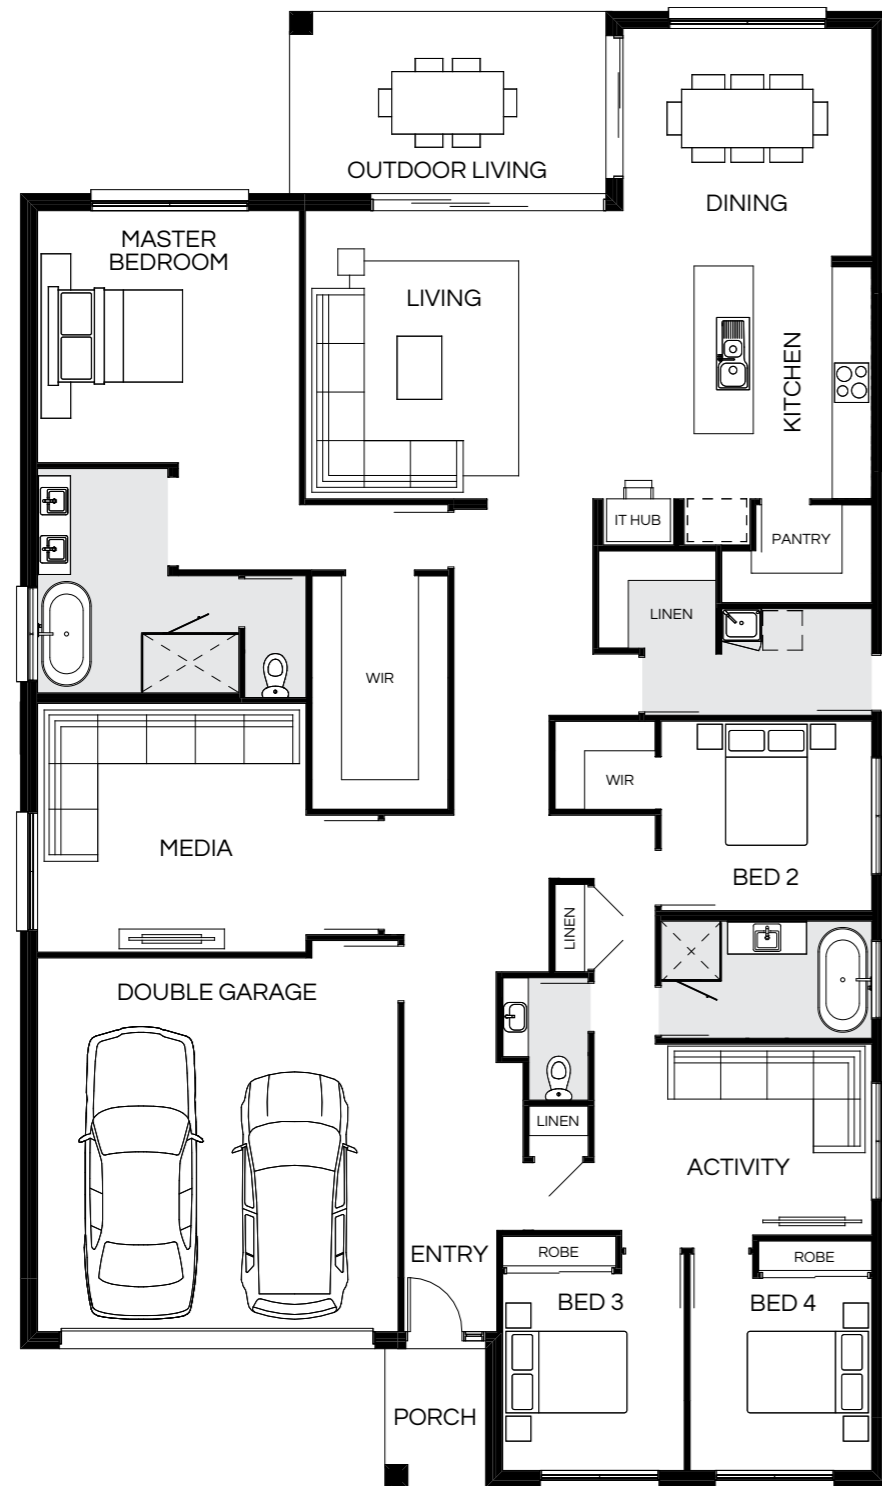 OUTDOOR LIVING
DINING
MASTER
BEDROOM
LIVING
KITCHEN
IT HUB
PANTRY
LINEN
WIR
WIR
MEDIA
BED 2
LINEN
DOUBLE GARAGE
LINEN
ACTIVITY
ENTRY
ROBE
ROBE
BED 3
BED 4
PORCH